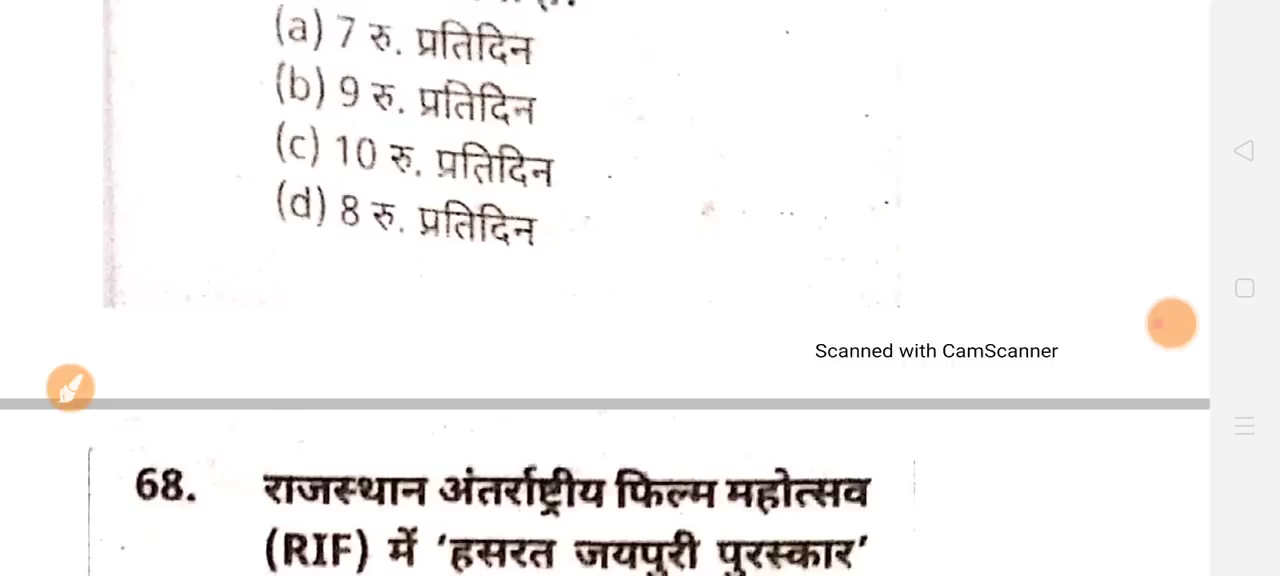 (a) 7 रु. प्रतिदिन
(b) 9 रु. प्रतिदिन
(c) 10 रु. प्रतिदिन
(d) 8 रु. प्रतिदिन
Scanned with CamScanner
68. राजस्थान अंतर्राष्ट्रीय फिल्म महोत्सव
(RIF) में ‘हसरत जयपुरी पुरस्कार’